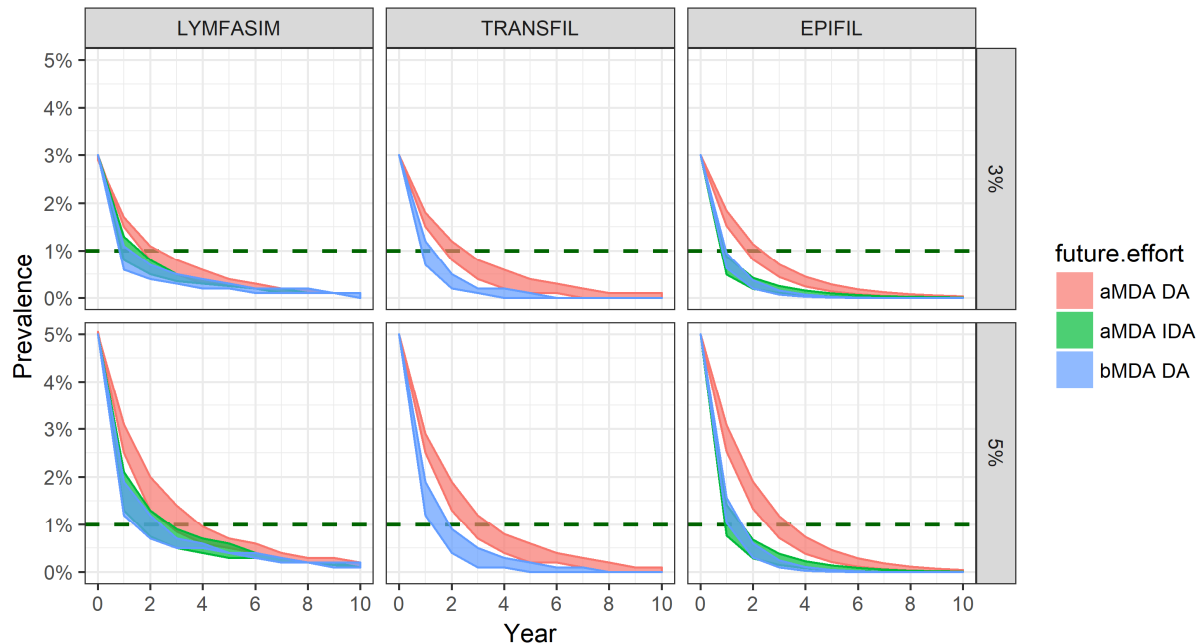 LYMFASIM TRANSFIL EPIFIL
5%
4%
3%
2%
1%
0%
3%
5%
4%
3%
2%
1%
0%
5%
Prevalence
0 2 4 6 8 10 0 2 4 6 8 10 0 2 4 6 8 10
Year
future.effort
aMDA DA
aMDA IDA
bMDA DA